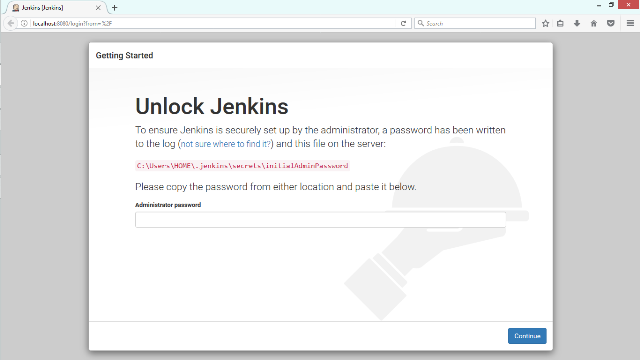 Jenkins [Jenkins]
localhost:8080/login?from=%2F
Search
Getting Started
Unlock Jenkins
To ensure Jenkins is securely set up by the administrator, a password has been written
to the log (not sure where to find it?) and this file on the server:
C:\Users\HOME\.jenkins\secrets\initialAdminPassword
Please copy the password from either location and paste it below.
Administrator password
Continue